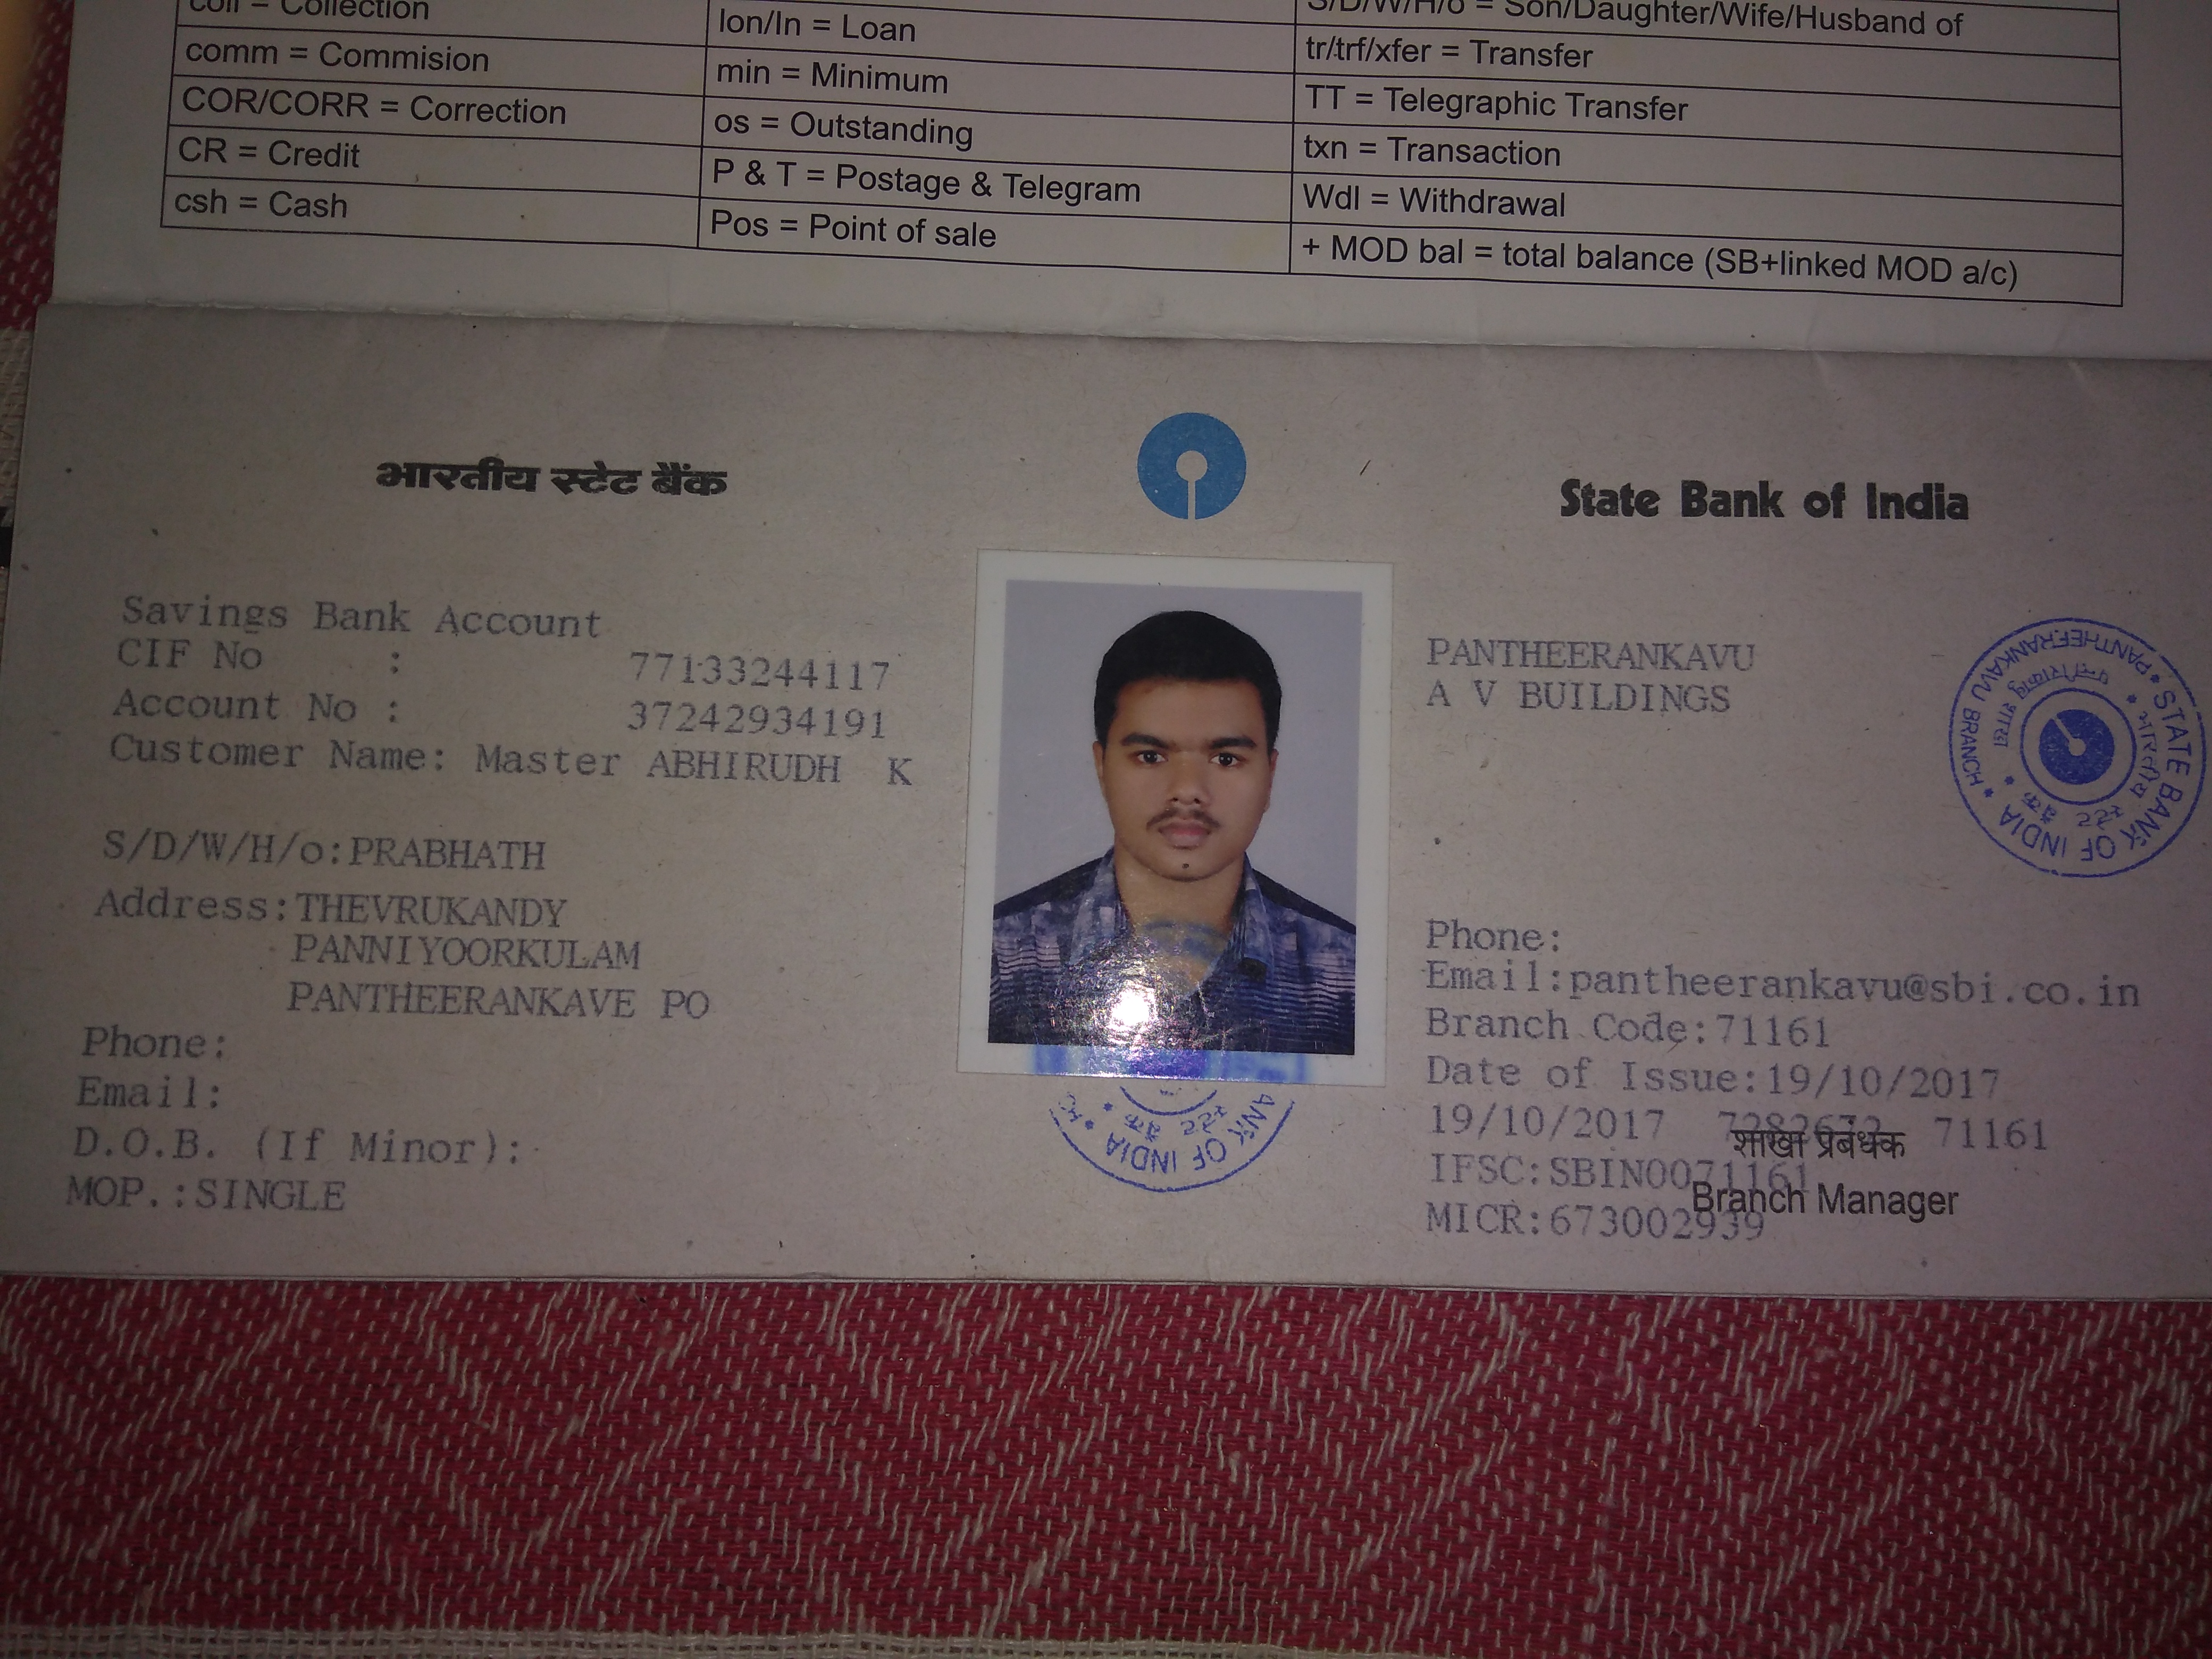 coll = Collection
comm = Commision
COR/CORR = Correction
CR = Credit
csh = Cash
lon/ln = Loan
min = Minimum
os = Outstanding
P & T = Postage & Telegram
Pos = Point of sale
S/D/W/H/o = Son/Daughter/Wife/Husband of
tr/trf/xfer = Transfer
TT = Telegraphic Transfer
txn = Transaction
Wdl = Withdrawal
+ MOD bal = total balance (SB+linked MOD a/c)
भारतीय स्टेट बैंक
State Bank of India
Savings Bank Account
CIF No : 77133244117
Account No : 37242934191
Customer Name: Master ABHIRUDH K
S/D/W/H/o:PRABHATH
Address:THEVRUKANDY
PANNIYOORKULAM
PANTHEERANKAVE PO
Phone:
Email:
D.O.B. (If Minor):
MOP.:SINGLE
ANK OF INDIA
स्टेट बैंक
PANTHEERANKAVU
A V BUILDINGS
STATE BANK OF INDIA
PANTHEERANKAVU BRANCH
भारतीय स्टेट बैंक
शाखा
Phone:
Email:pantheerankavu@sbi.co.in
Branch Code:71161
Date of Issue:19/10/2017
19/10/2017 71161
शाखा प्रबंधक
IFSC:SBIN0071161
Branch Manager
MICR:673002939